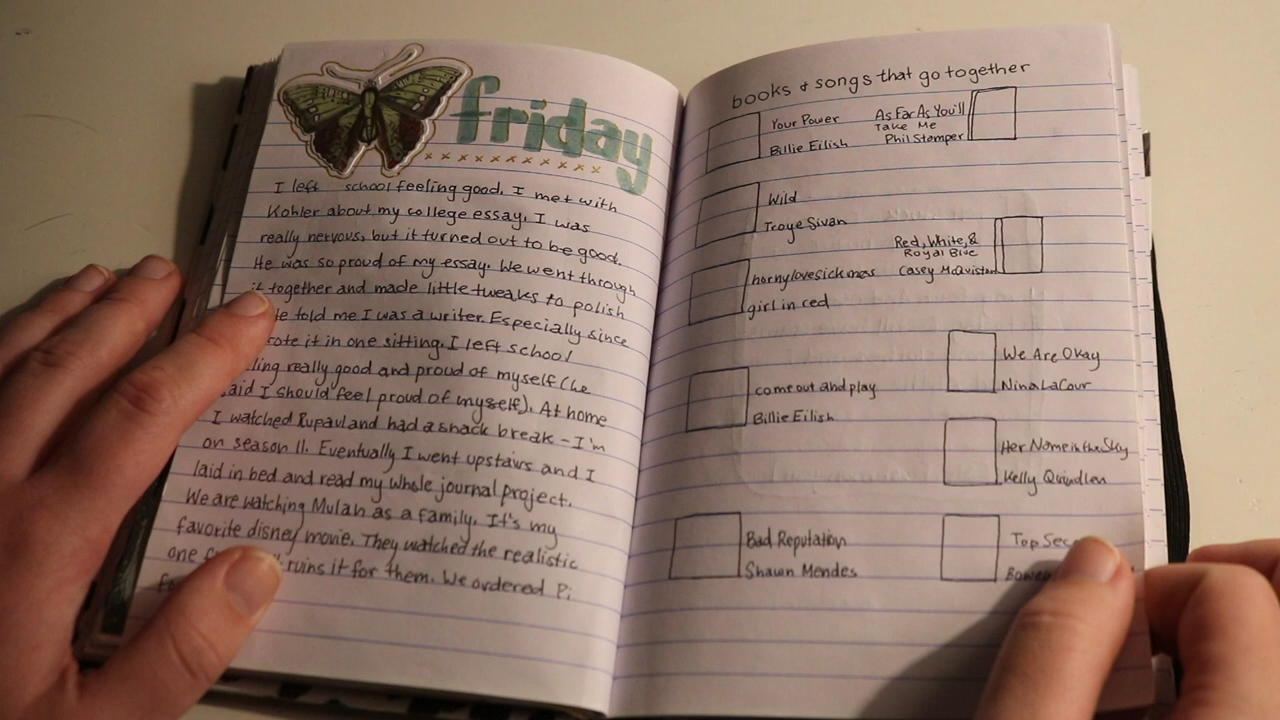 friday
I left school feeling good. I met with
Kohler about my college essay. I was
really nervous, but it turned out to be good.
He was so proud of my essay. We went through
it together and made little tweaks to polish
told me I was a writer. Especially since
it in one sitting. I left school
really good and proud of myself (he
I should feel proud of myself). At home
I watched Rupaul and had a snack break - I'm
on season 11. Eventually I went upstairs and I
laid in bed and read my whole journal project.
We are watching Mulan as a family. It's my
favorite disney movie. They watched the realistic
one ruins it for them. We ordered
books & songs that go together
Your Power
Billie Eilish
As Far As You'll
Take Me
Phil Stamper
Wild
Troye Sivan
hornylovesickmess
girl in red
Red, White, &
Royal Blue
Casey McQuiston
come out and play
Billie Eilish
We Are Okay
Nina LaCour
Her Name in the Sky
Kelly Quindlen
Bad Reputation
Shawn Mendes
Top